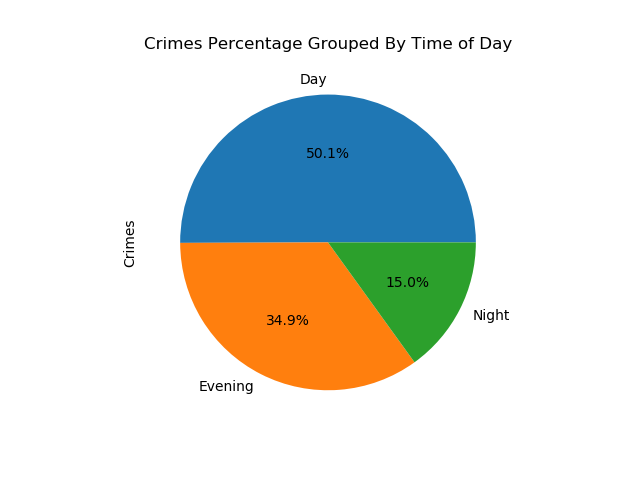 Crimes Percentage Grouped By Time of Day
Day
50.1%
Crimes
15.0%
Night
34.9%
Evening